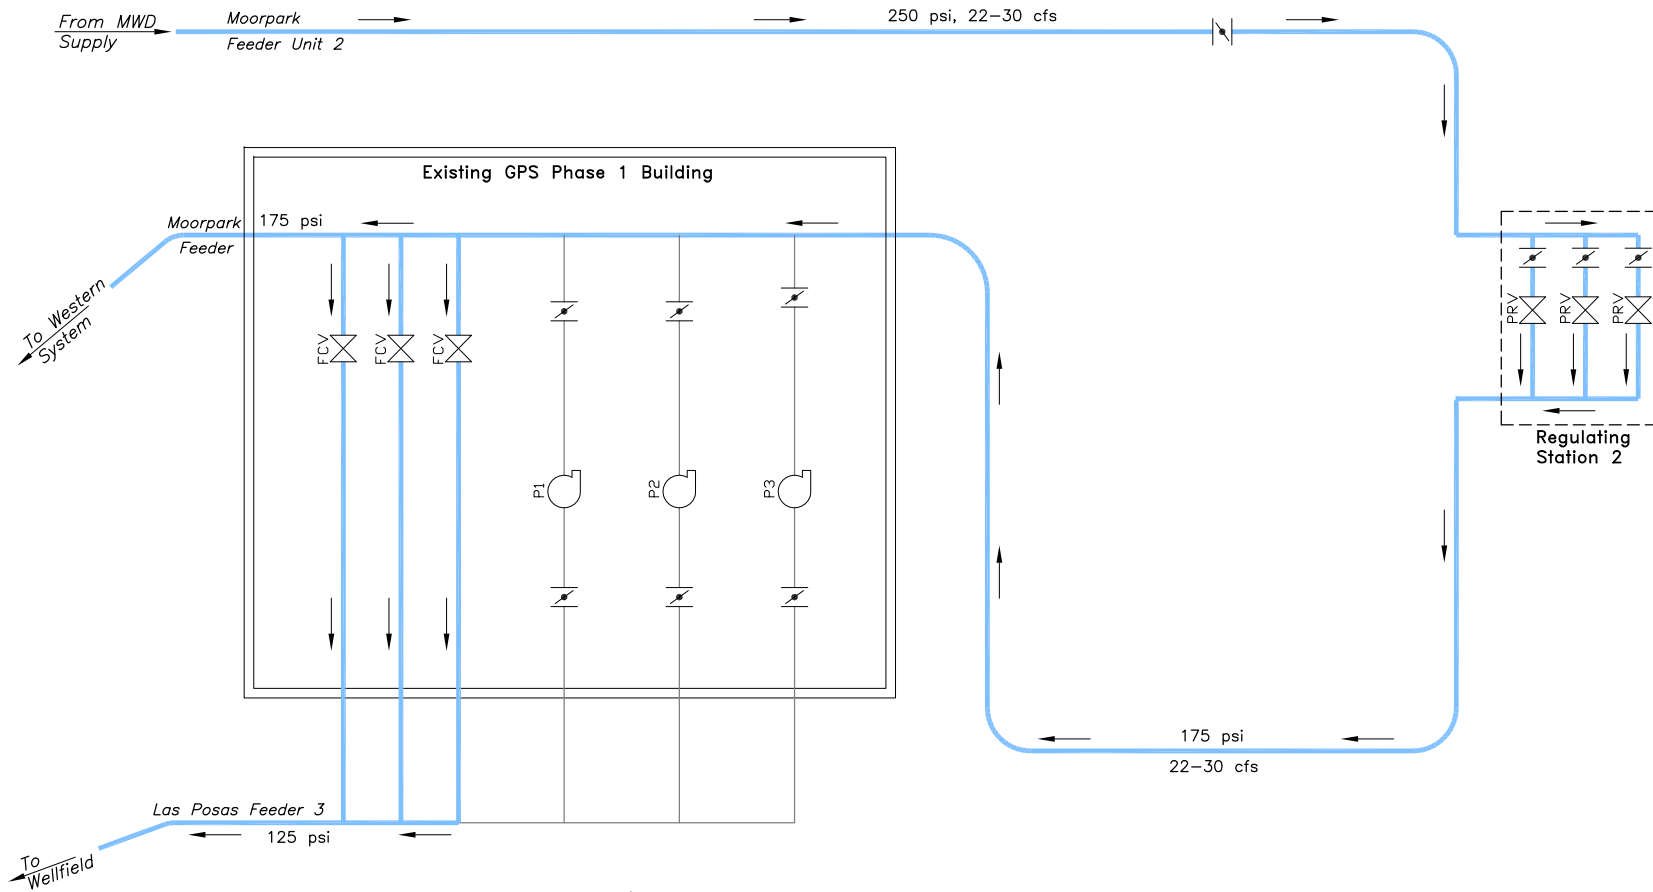 From MWD
Supply
Moorpark
Feeder Unit 2
250 psi, 22-30 cfs
Existing GPS Phase 1 Building
Moorpark
Feeder
175 psi
To Western
System
FCV
FCV
FCV
PRV
PRV
PRV
Regulating
Station 2
P1
P2
P3
175 psi
22-30 cfs
Las Posas Feeder 3
125 psi
To
Wellfield